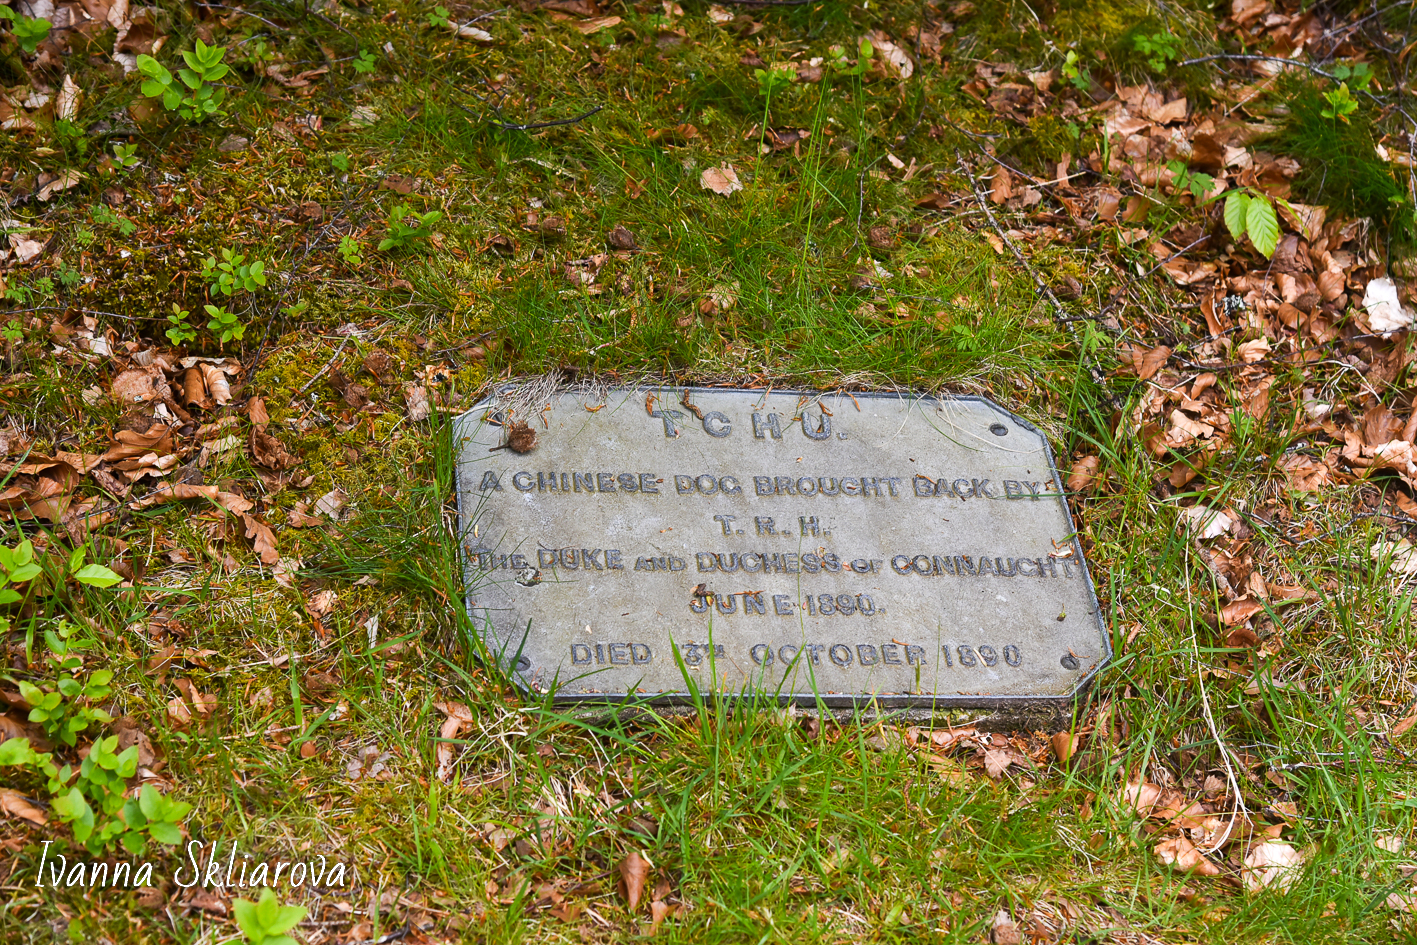 TCHU.
A CHINESE DOG BROUGHT BACK BY
T.R.H.
THE DUKE AND DUCHESS OF CONNAUGHT
JUNE 1890.
DIED 13TH OCTOBER 1890
Ivanna Skliarova